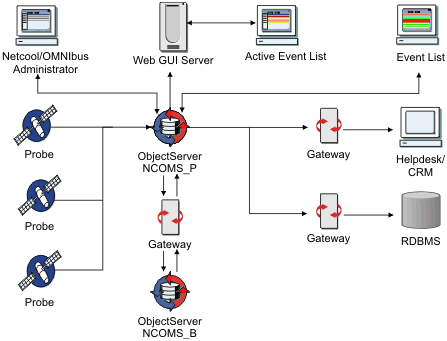 Netcool/OMNIbus
Administrator
Web GUI Server
Active Event List
Event List
Probe
ObjectServer
NCOMS_P
Gateway
Helpdesk/
CRM
Probe
Gateway
Gateway
RDBMS
Probe
ObjectServer
NCOMS_B